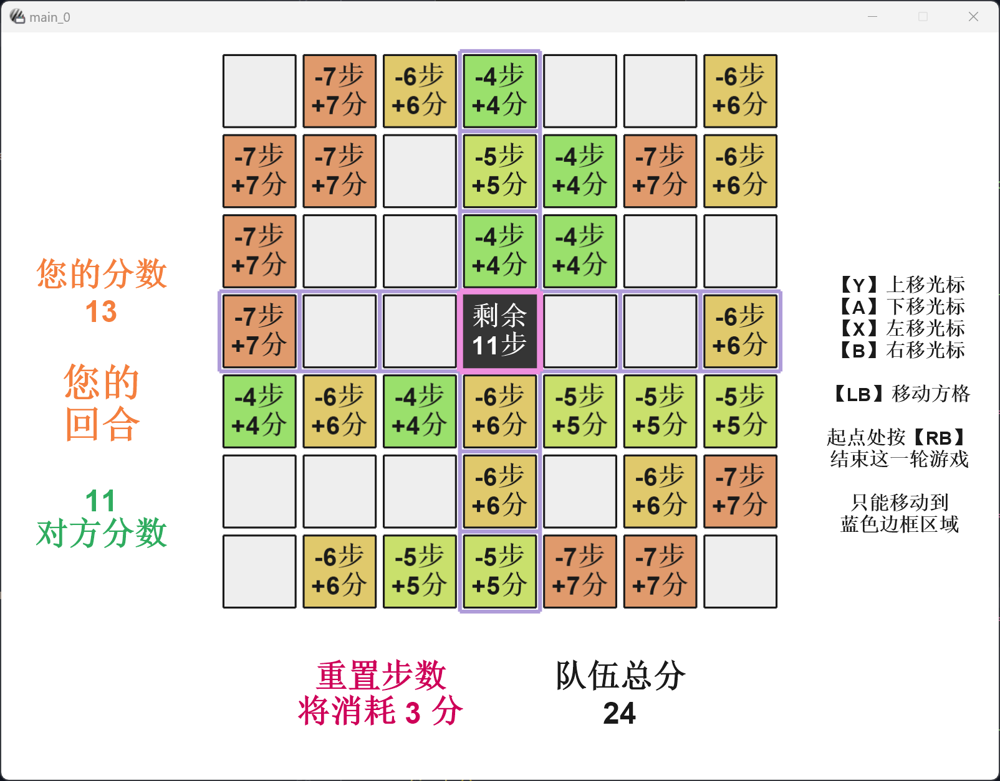 main_0
-7步 -6步 -4步 -6步
+7分 +6分 +4分 +6分
-7步 -7步 -5步 -4步 -7步 -6步
+7分 +7分 +5分 +4分 +7分 +6分
-7步 -4步 -4步
+7分 +4分 +4分
-7步 剩余 -6步
+7分 11步 +6分
-4步 -6步 -4步 -6步 -5步 -5步 -5步
+4分 +6分 +4分 +6分 +5分 +5分 +5分
-6步 -6步 -7步
+6分 +6分 +7分
-6步 -5步 -5步 -7步 -7步
+6分 +5分 +5分 +7分 +7分
您的分数
13
您的
回合
11
对方分数
【Y】上移光标
【A】下移光标
【X】左移光标
【B】右移光标
【LB】移动方格
起点处按【RB】
结束这一轮游戏
只能移动到
蓝色边框区域
重置步数
将消耗 3 分
队伍总分
24